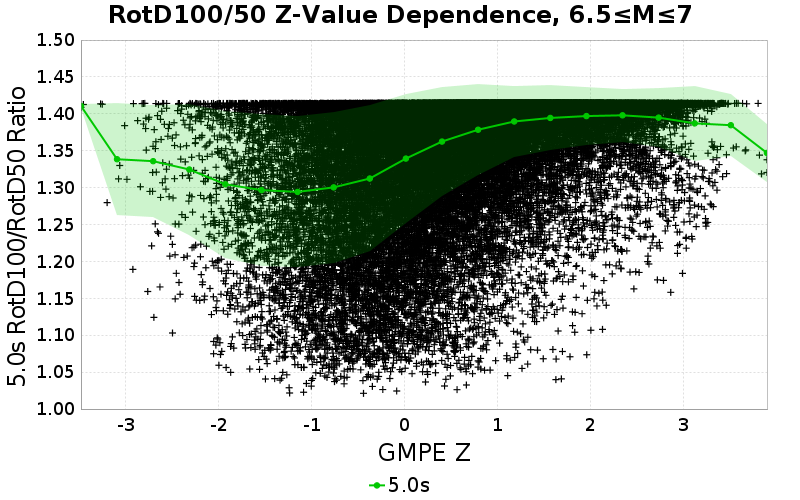 RotD100/50 Z-Value Dependence, 6.5≤M≤7
5.0s RotD100/RotD50 Ratio
1.50
1.45
1.40
1.35
1.30
1.25
1.20
1.15
1.10
1.05
1.00
-3 -2 -1 0 1 2 3
GMPE Z
5.0s